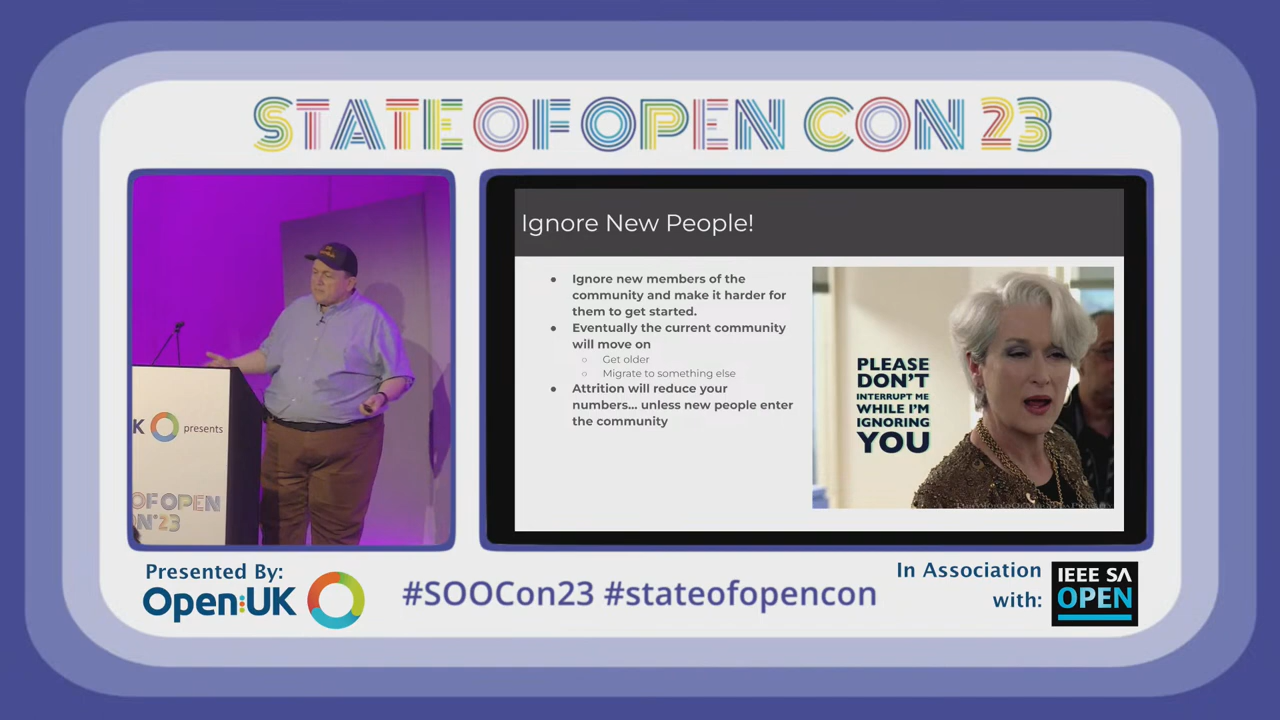 STATE OF OPEN CON 23
K presents
OF OPEN
N'23
Ignore New People!
● Ignore new members of the
community and make it harder for
them to get started.
● Eventually the current community
will move on
○ Get older
○ Migrate to something else
● Attrition will reduce your
numbers... unless new people enter
the community
PLEASE
DON'T
INTERRUPT ME
WHILE I'M
IGNORING
YOU
Presented By:
Open:UK
#SOOCon23 #stateofopencon
In Association
with:
IEEE SA
OPEN